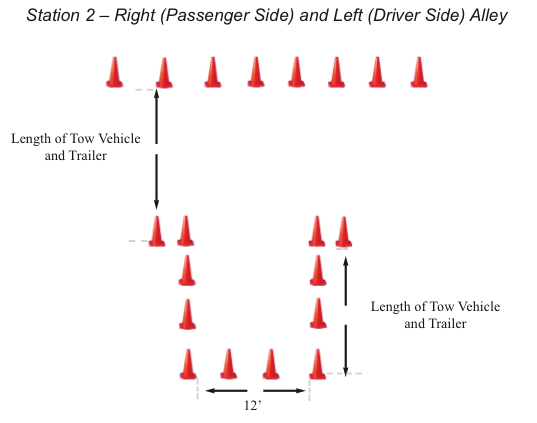 Station 2 – Right (Passenger Side) and Left (Driver Side) Alley
Length of Tow Vehicle
and Trailer
Length of Tow Vehicle
and Trailer
12’